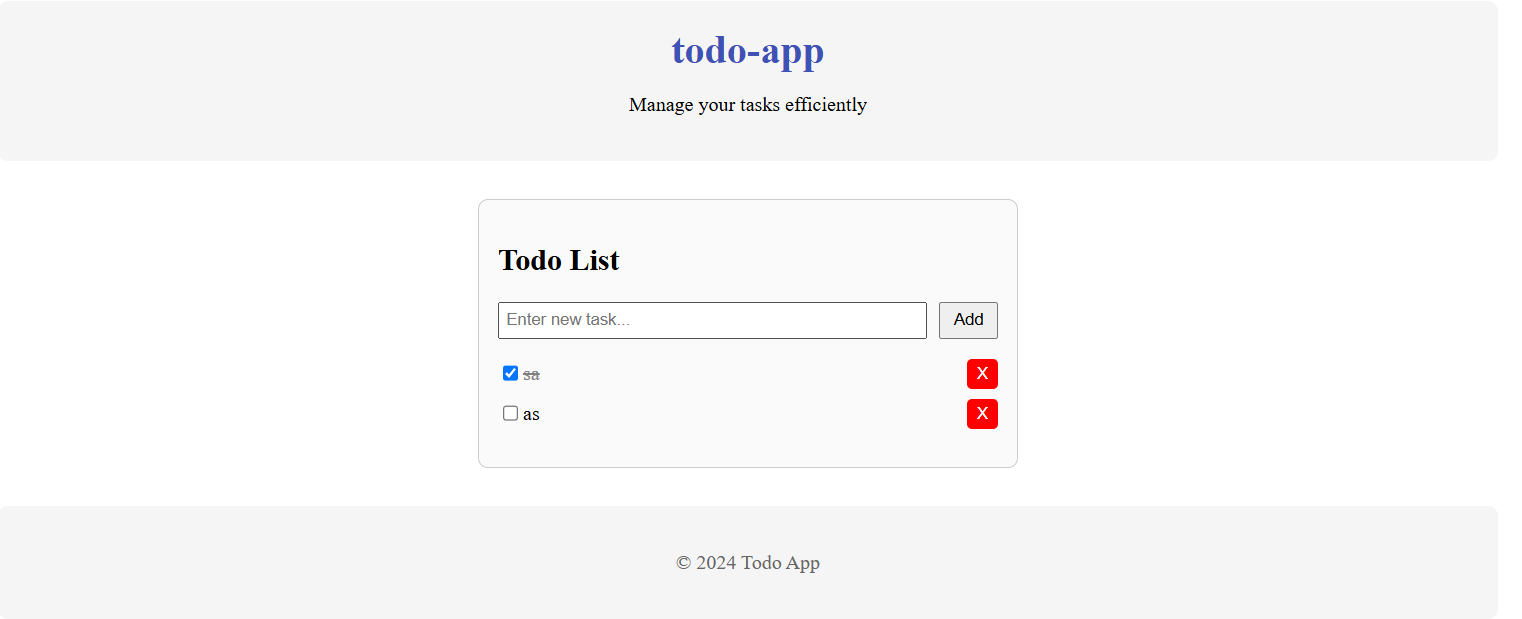 todo-app
Manage your tasks efficiently
Todo List
Enter new task...
Add
sa
X
as
X
© 2024 Todo App